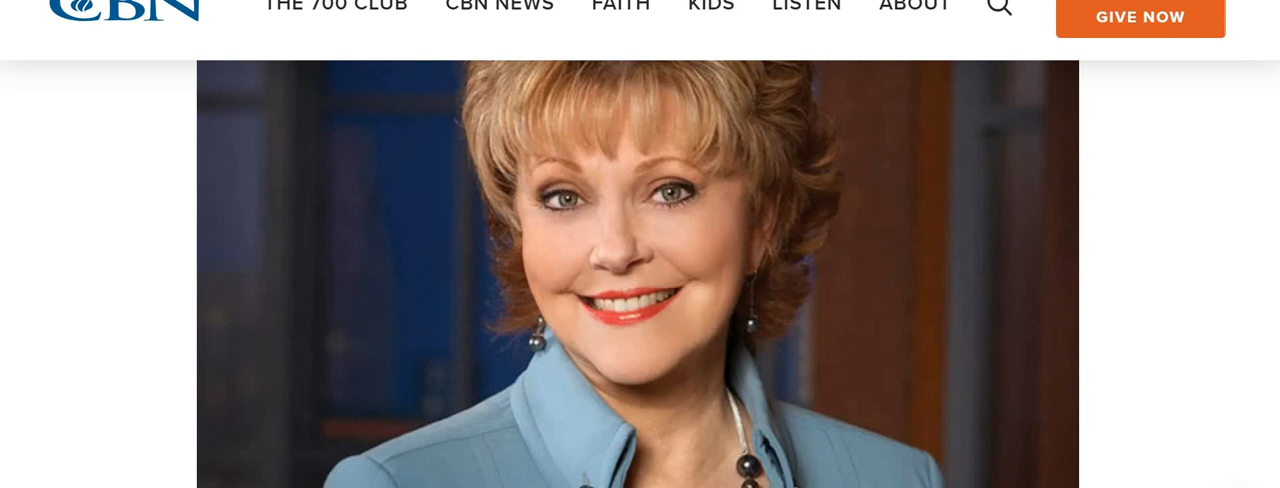 CBN
THE 700 CLUB CBN NEWS FAITH KIDS LISTEN ABOUT
GIVE NOW